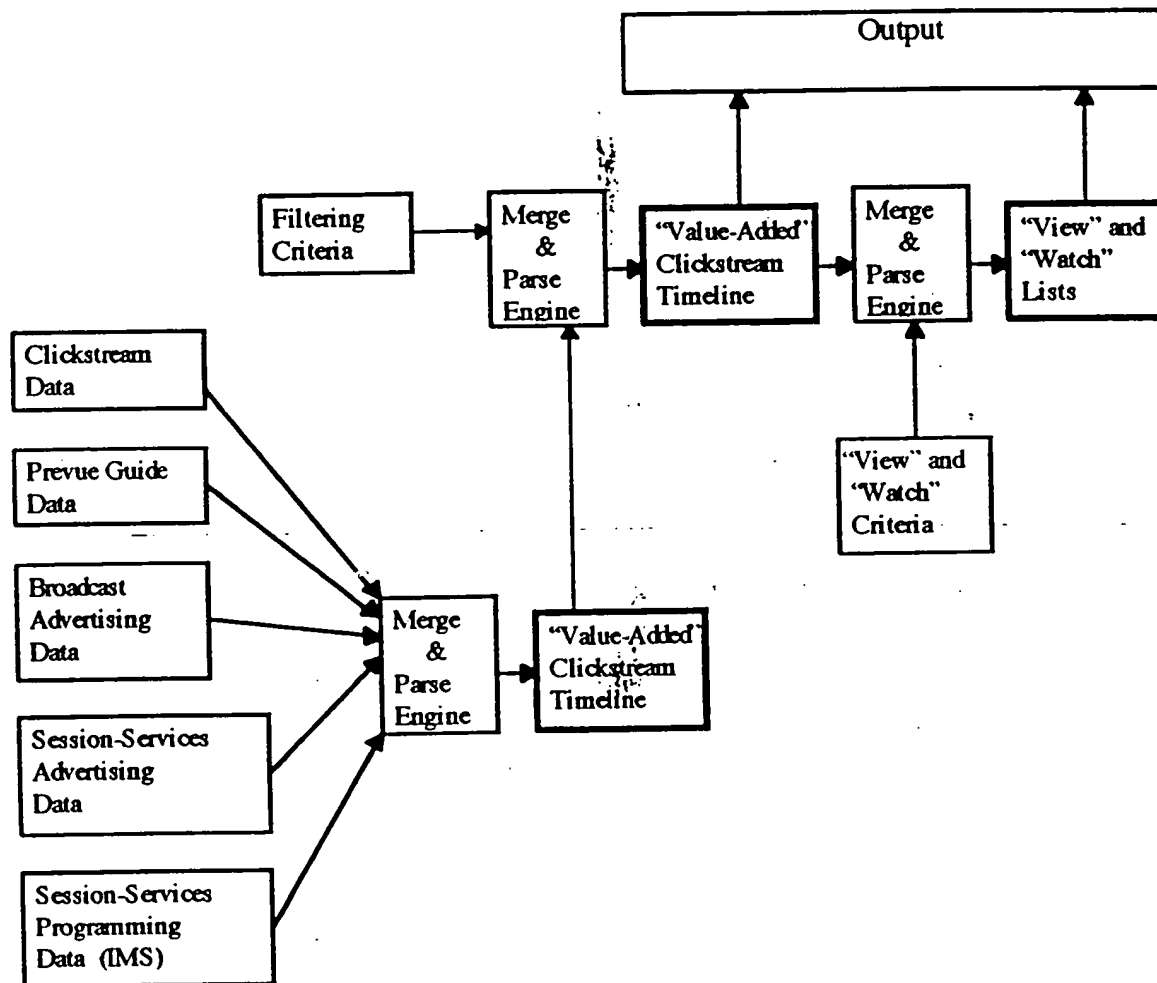 Output
Filtering
Criteria
Merge
&
Parse
Engine
“Value-Added”
Clickstream
Timeline
Merge
&
Parse
Engine
“View” and
“Watch”
Lists
Clickstream
Data
Prevue Guide
Data
“View” and
“Watch”
Criteria
Broadcast
Advertising
Data
Merge
&
Parse
Engine
“Value-Added”
Clickstream
Timeline
Session-Services
Advertising
Data
Session-Services
Programming
Data (IMS)